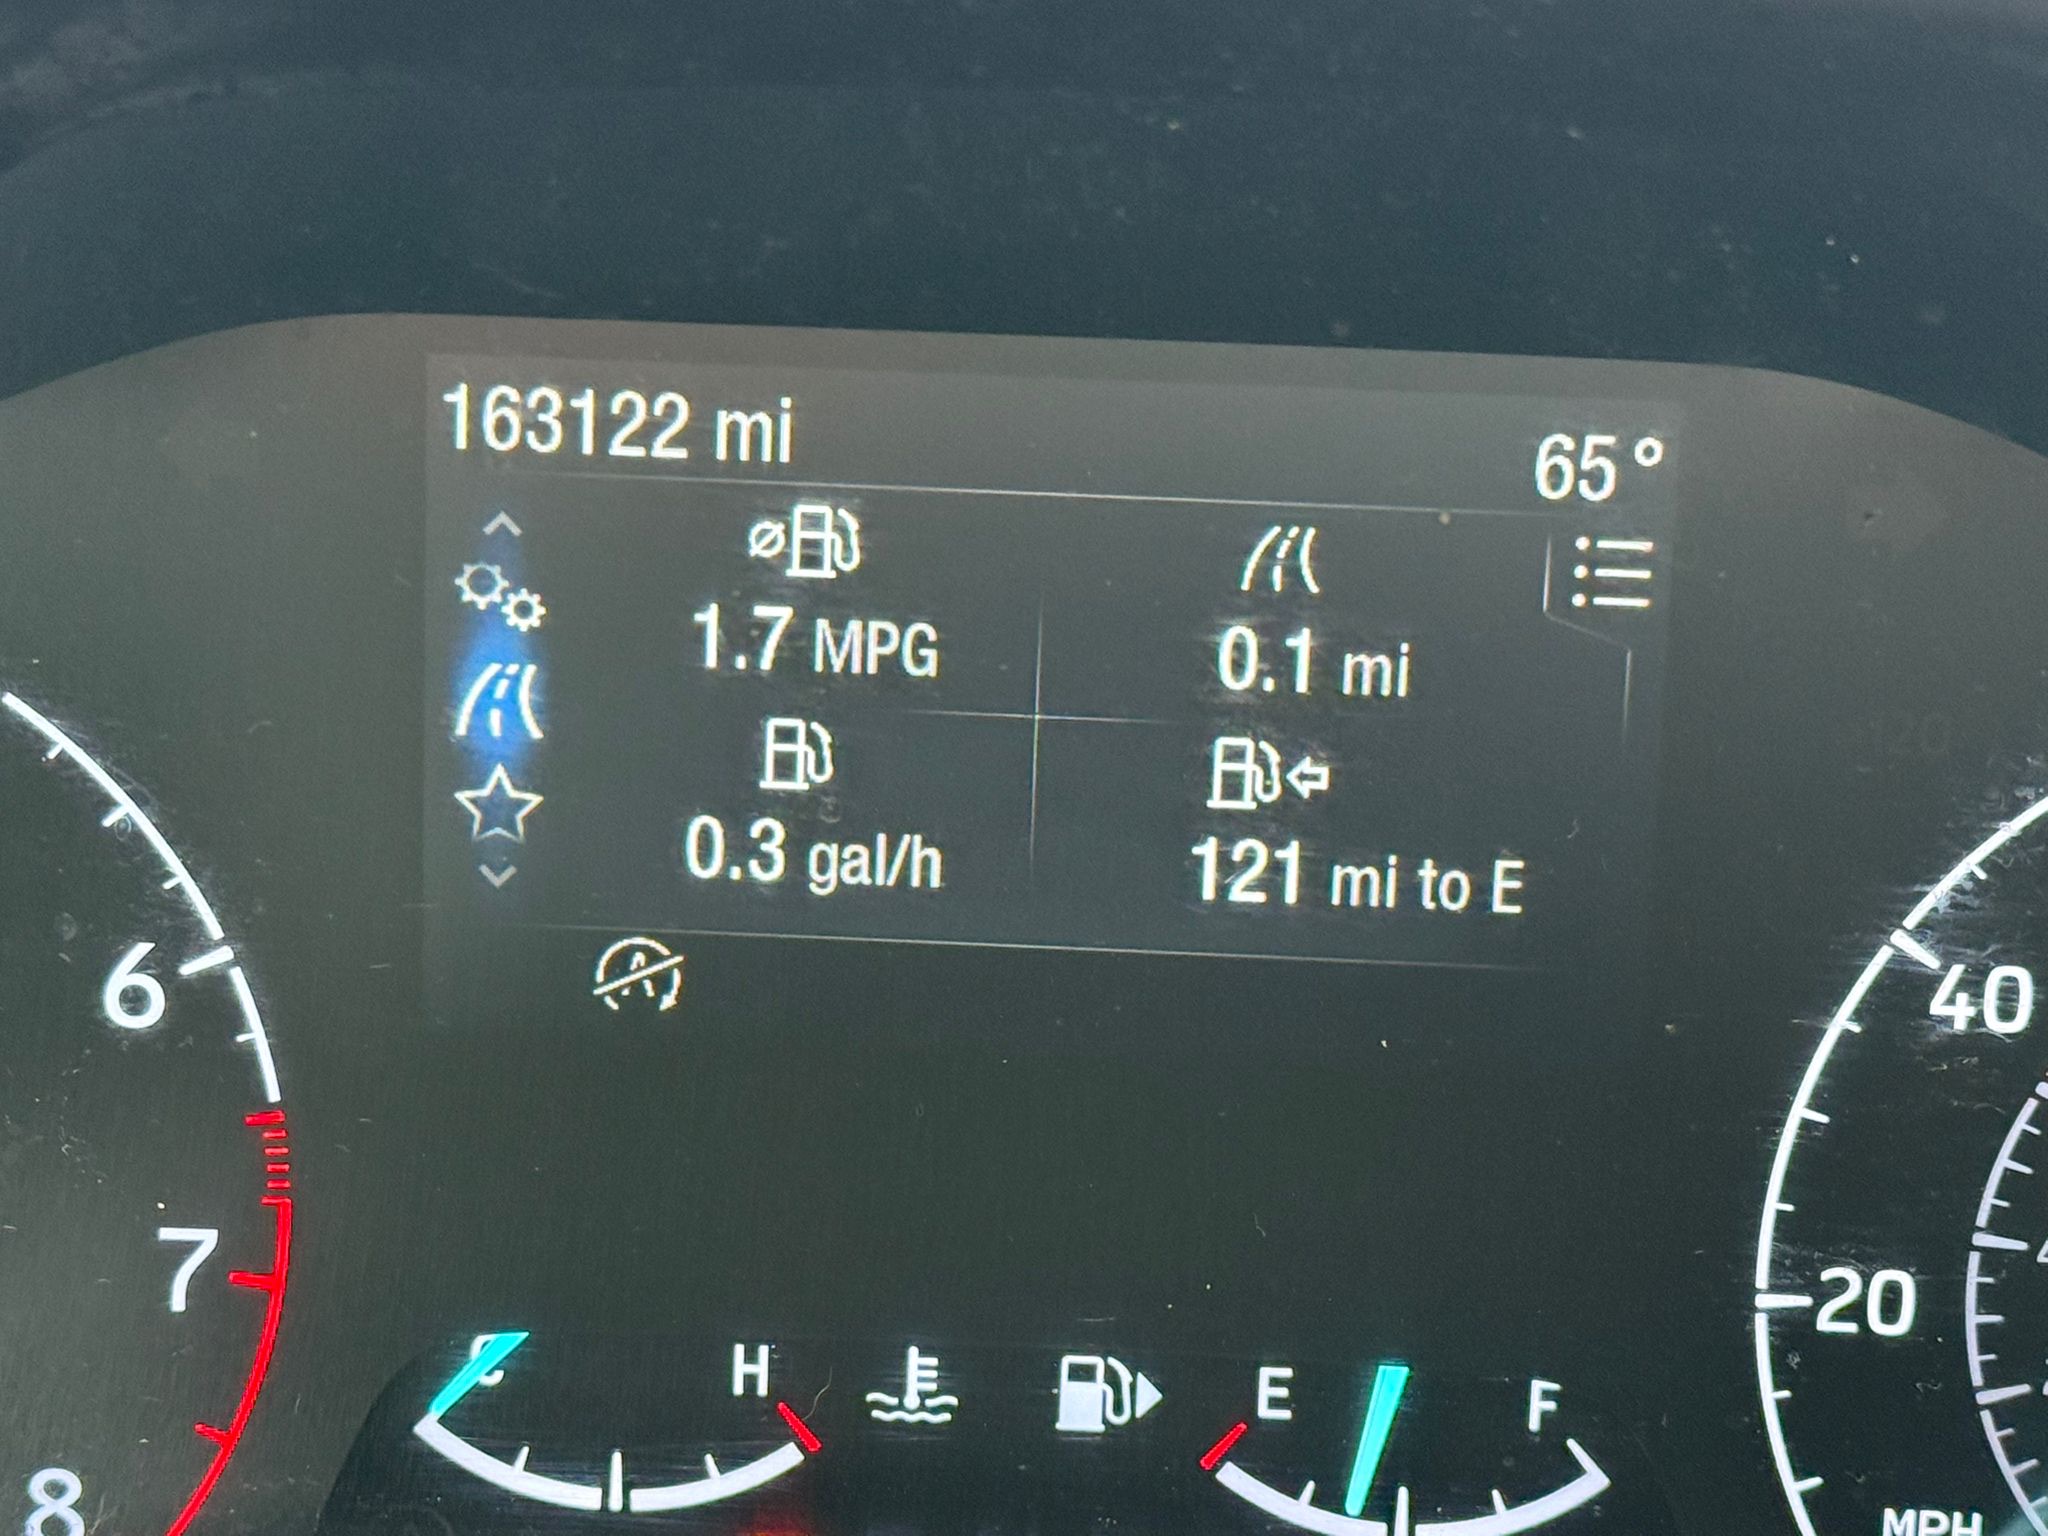 163122 mi
65°
1.7 MPG
0.1 mi
0.3 gal/h
121 mi to E
A
6
7
8
40
20
MPH
C
H
E
F